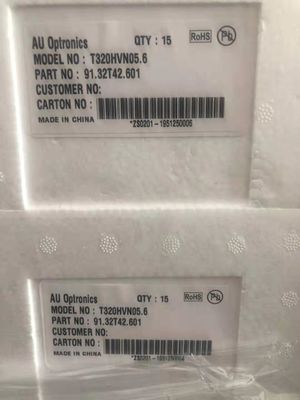 AU Optronics QTY : 15 RoHS Pb
MODEL NO : T320HVN05.6
PART NO : 91.32T42.601
CUSTOMER NO:
CARTON NO :
MADE IN CHINA *ZS0201-1951250006
AU Optronics QTY : 15 RoHS Pb
MODEL NO : T320HVN05.6
PART NO : 91.32T42.601
CUSTOMER NO:
CARTON NO :
MADE IN CHINA